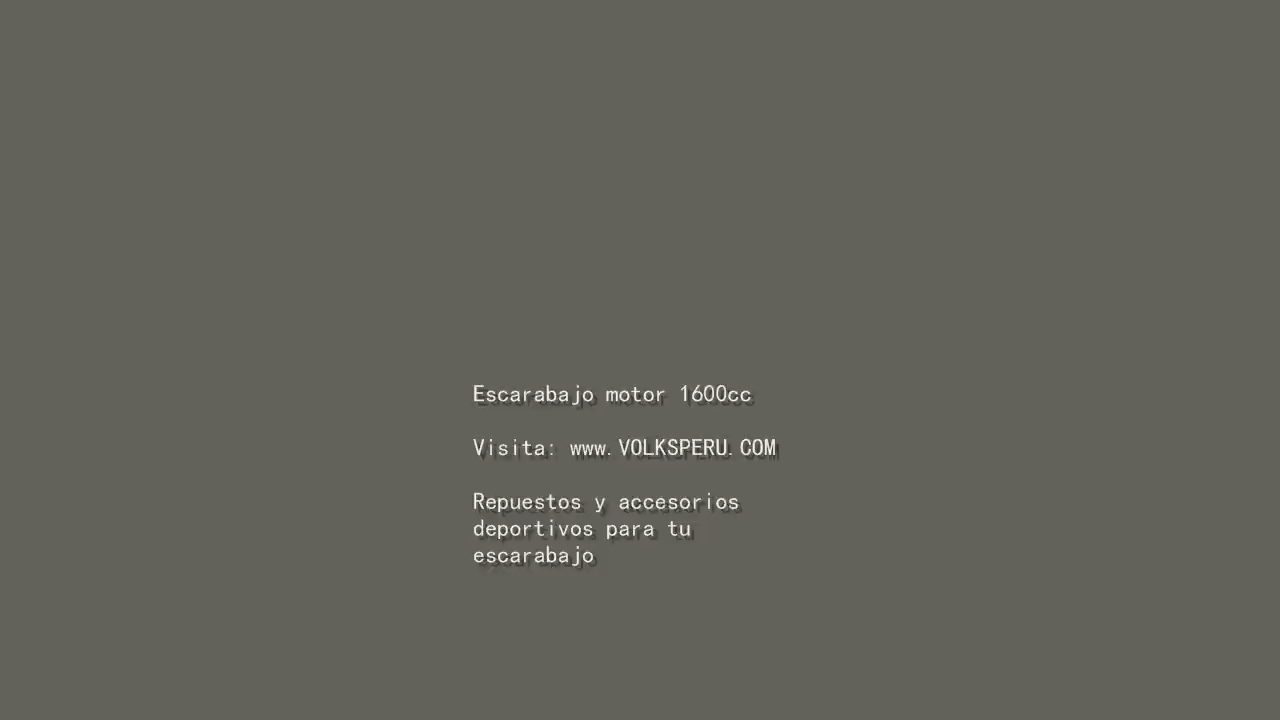 Escarabajo motor 1600cc
Visita: www.VOLKSPERU.COM
Repuestos y accesorios
deportivos para tu
escarabajo